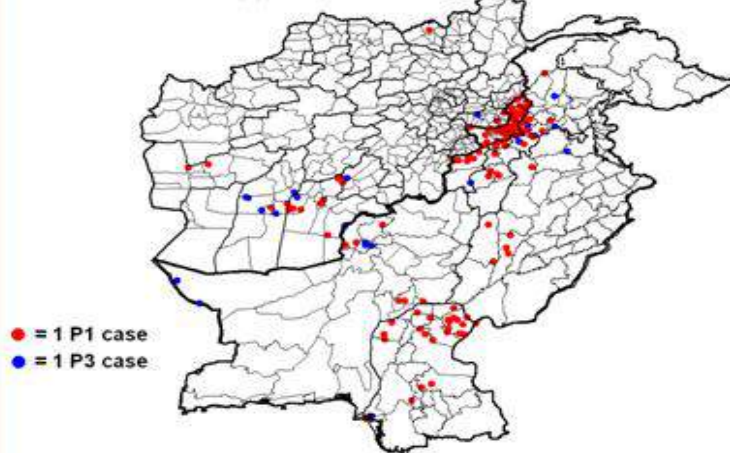 = 1 P1 case
= 1 P3 case